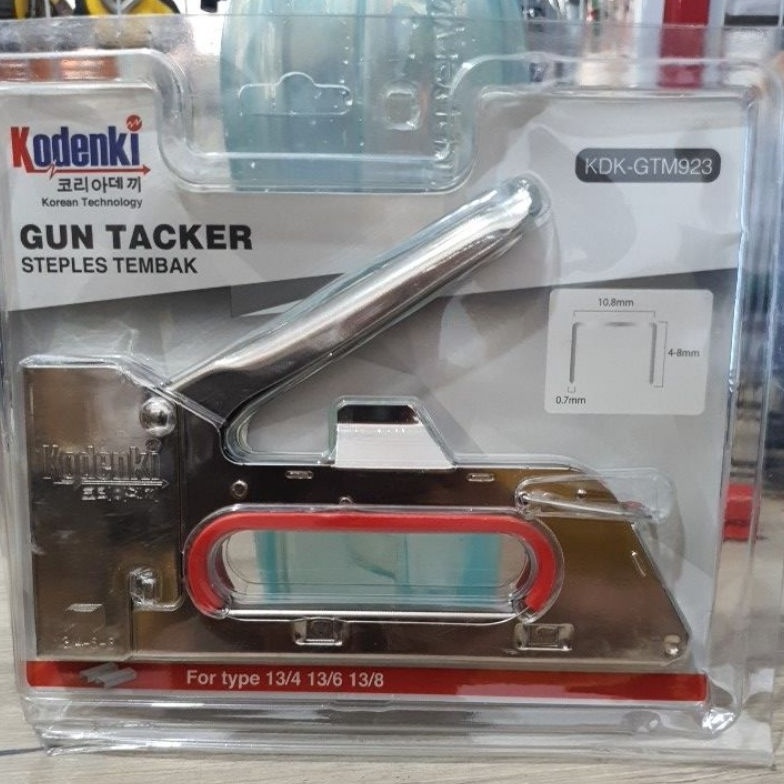 Kodenki
코리아데끼
Korean Technology
KDK-GTM923
GUN TACKER
STEPLES TEMBAK
10.8mm
4-8mm
0.7mm
Kodenki
For type 13/4 13/6 13/8